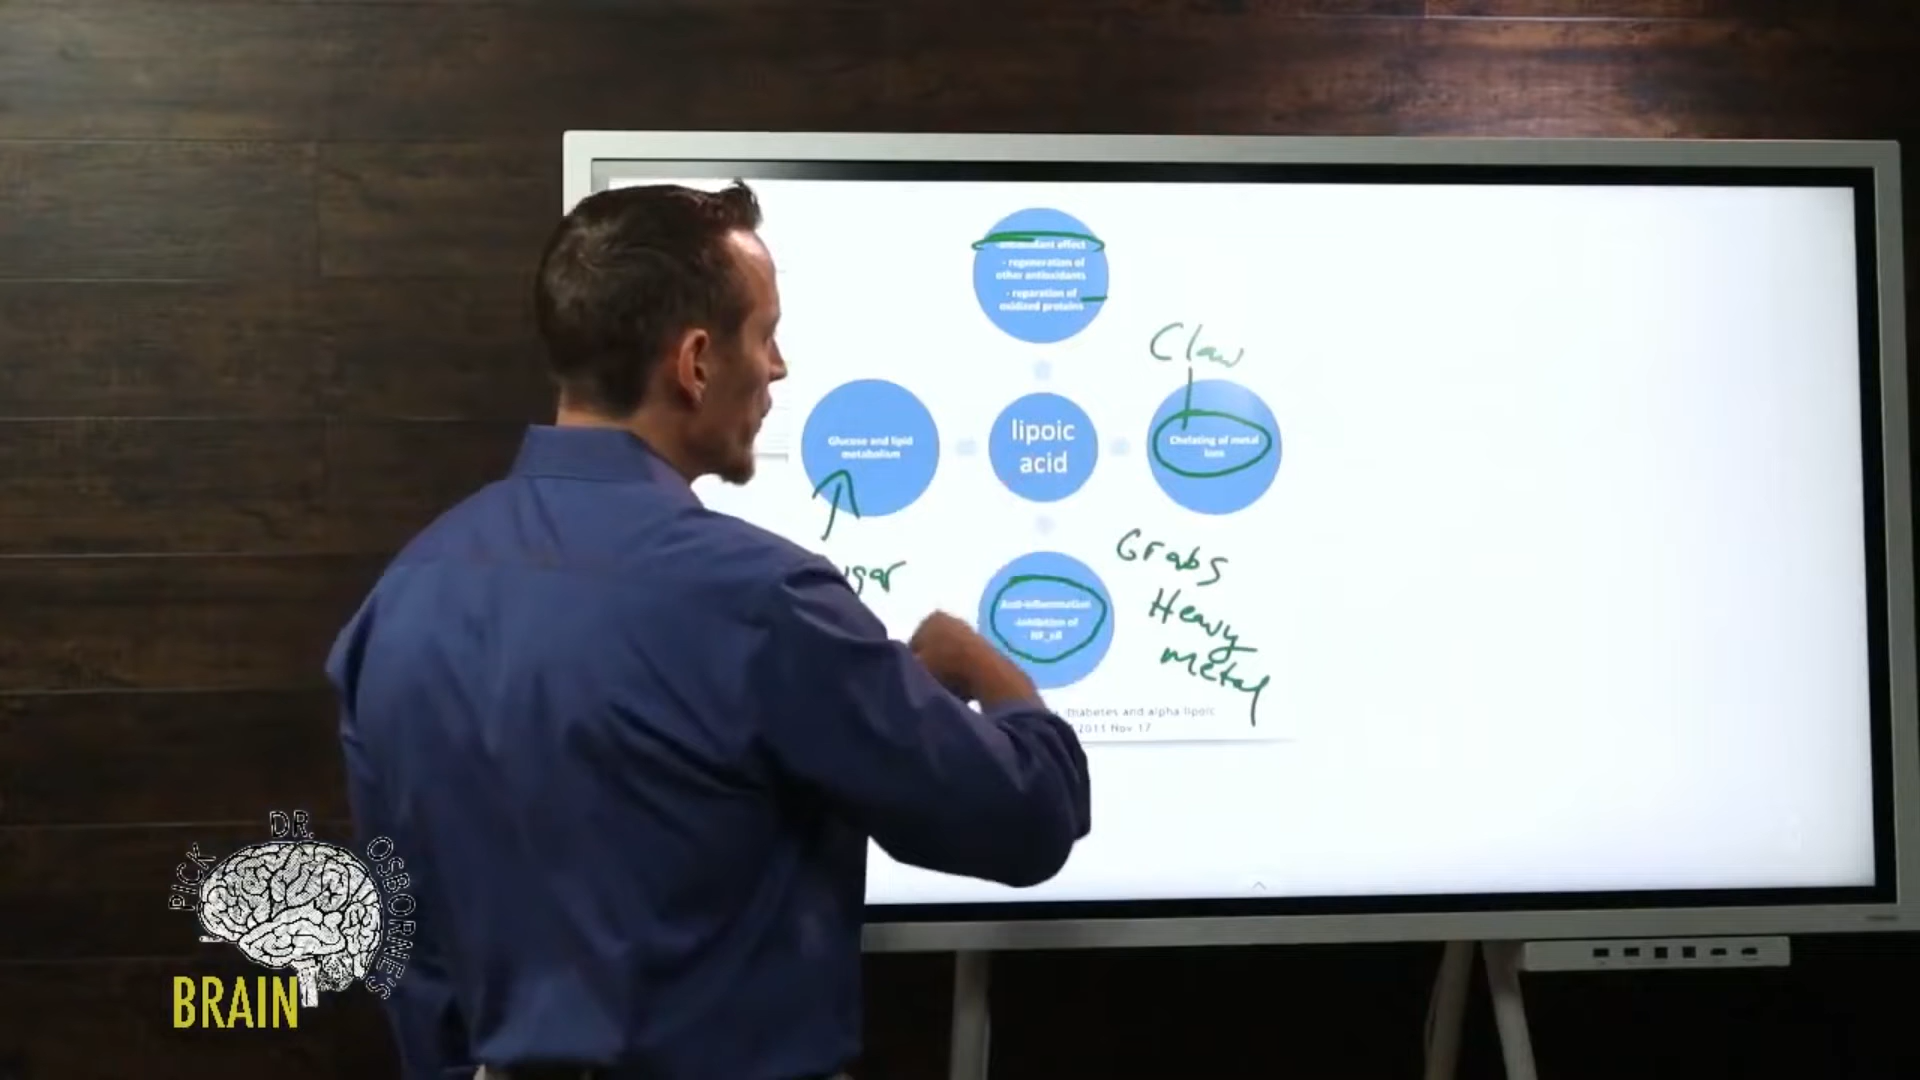 -antioxidant effect
- regeneration of
other antioxidants
- reparation of
oxidized proteins
Claw
Glucose and lipid
metabolism
lipoic
acid
Chelating of metal
ions
Grabs
Heavy
Metal
Anti-inflammation
-inhibition of
Diabetes and alpha lipoic
2011 Nov 17
PICK DR. OSBORNE'S
BRAIN